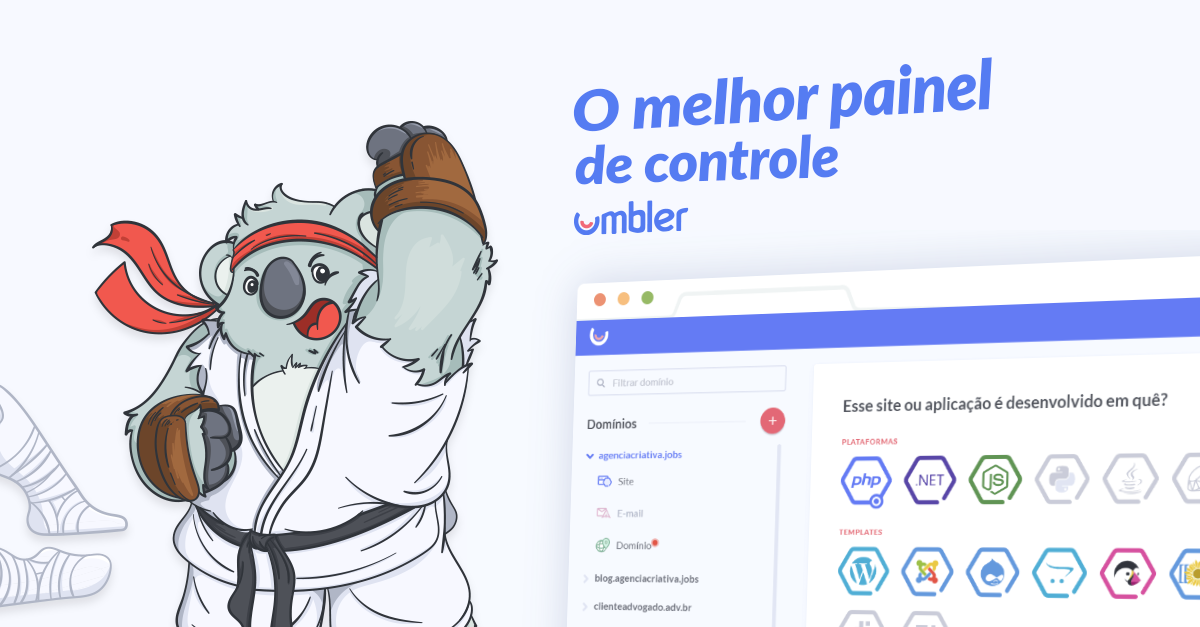 O melhor painel
de controle
umbler
Filtrar domínio
Domínios
agenciacriativa.jobs
Site
E-mail
Domínio
blog.agenciacriativa.jobs
clienteadvogado.adv.br
Esse site ou aplicação é desenvolvido em quê?
PLATAFORMAS
php
.NET
JS
TEMPLATES